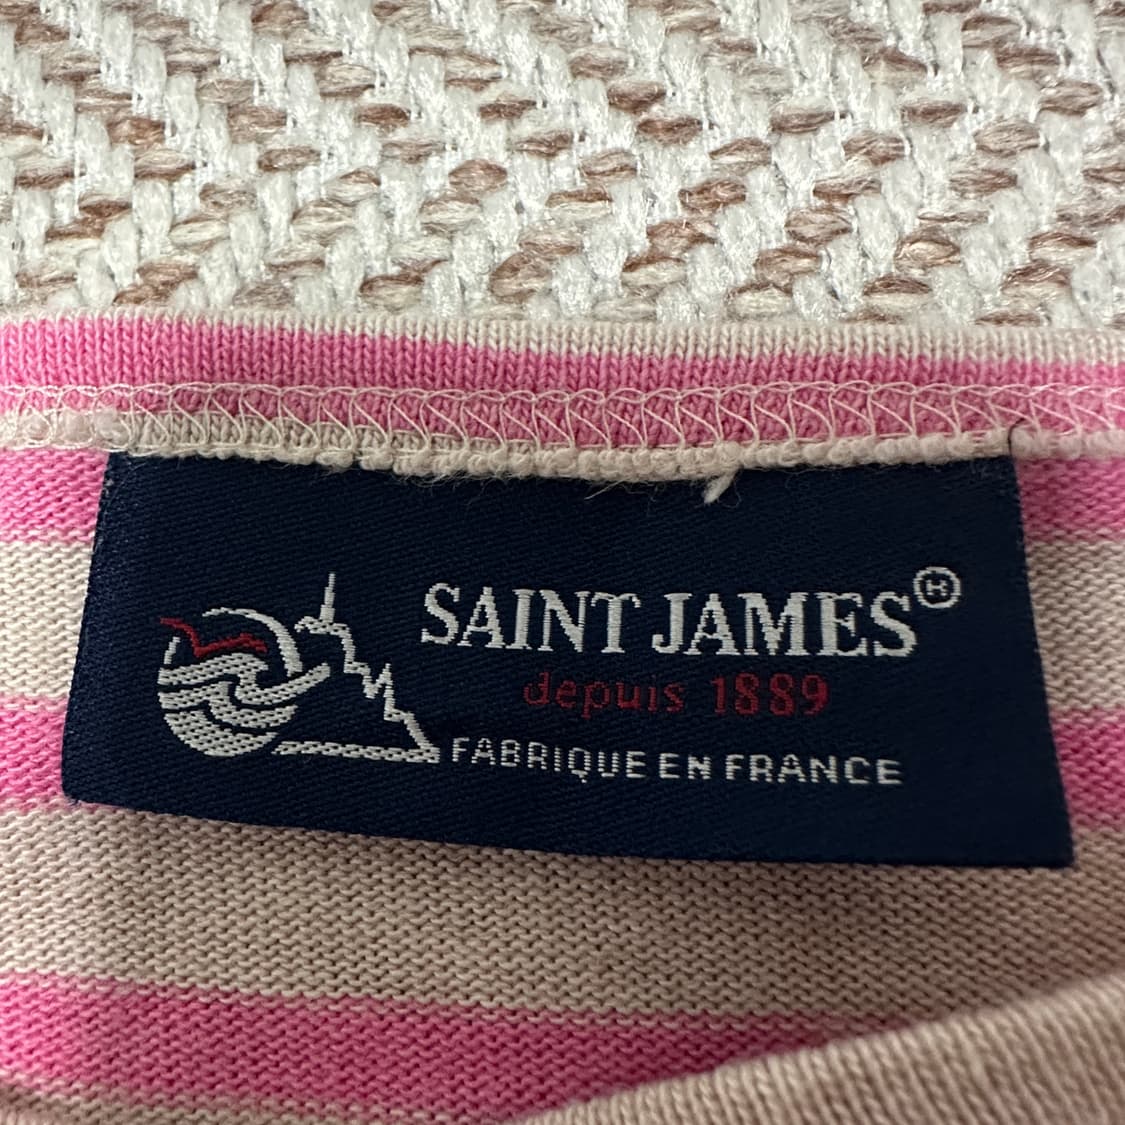 SAINT JAMES®
depuis 1889
FABRIQUE EN FRANCE